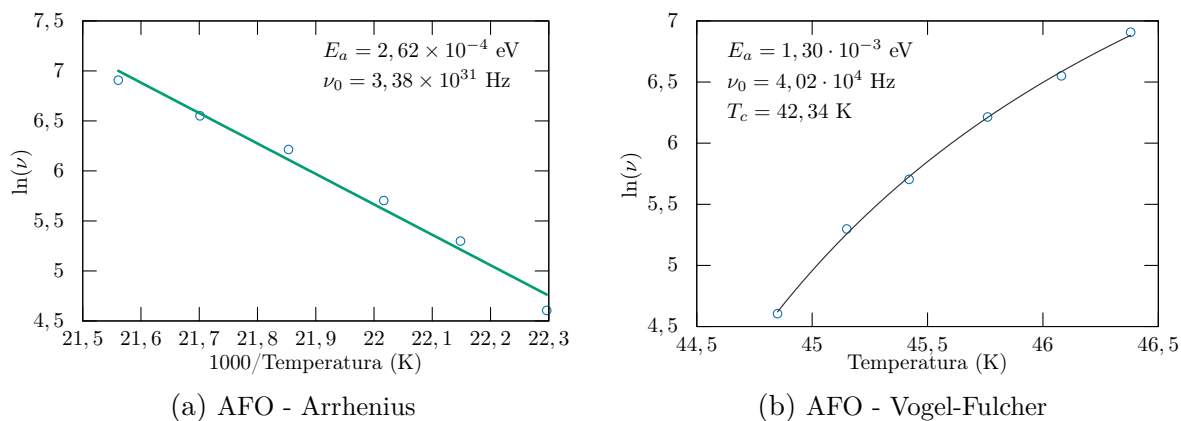 7, 5
7
6, 5
6
5, 5
5
4, 5
ln(ν)
E_a = 2, 62 × 10^{−4} eV
ν_0 = 3, 38 × 10^{31} Hz
21, 5 21, 6 21, 7 21, 8 21, 9 22 22, 1 22, 2 22, 3
1000/Temperatura (K)
(a) AFO - Arrhenius
7
6, 5
6
5, 5
5
4, 5
ln(ν)
E_a = 1, 30 · 10^{−3} eV
ν_0 = 4, 02 · 10^4 Hz
T_c = 42, 34 K
44, 5 45 45, 5 46 46, 5
Temperatura (K)
(b) AFO - Vogel-Fulcher